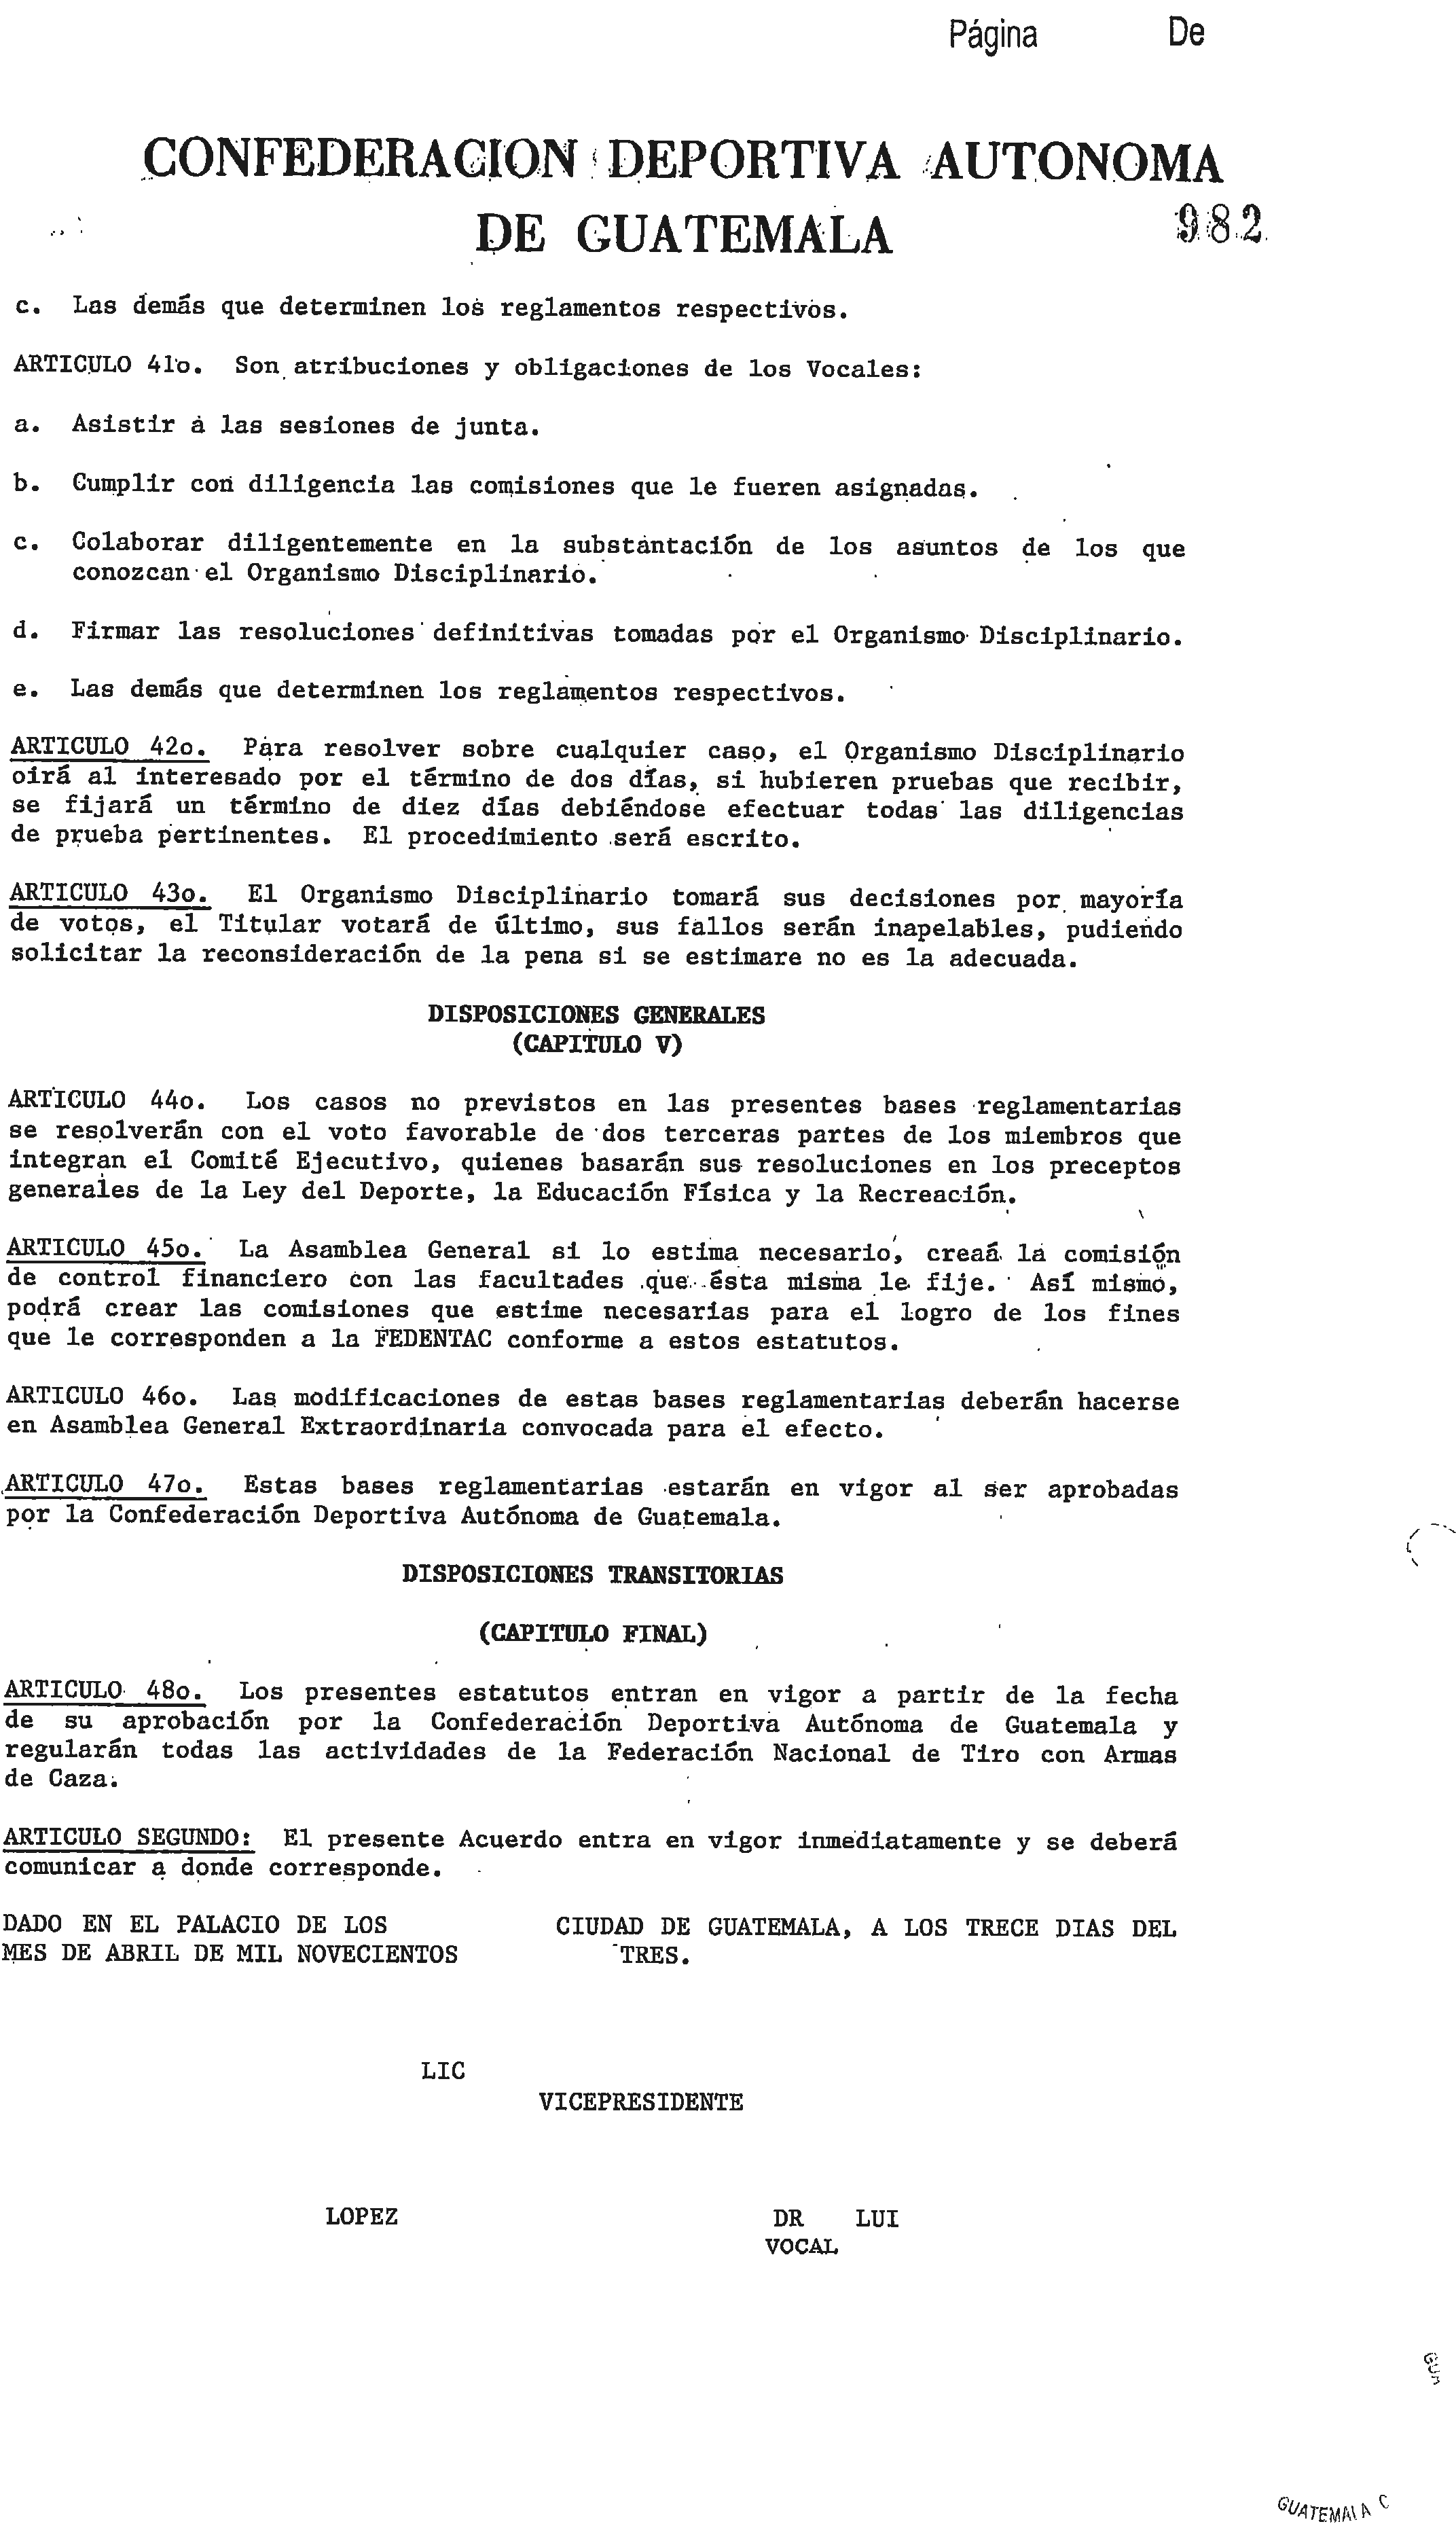 Página De
CONFEDERACION DEPORTIVA AUTONOMA
DE GUATEMALA
982
c. Las demás que determinen los reglamentos respectivos.
ARTICULO 41o. Son atribuciones y obligaciones de los Vocales:
a. Asistir a las sesiones de junta.
b. Cumplir con diligencia las comisiones que le fueren asignadas.
c. Colaborar diligentemente en la substantación de los asuntos de los que
conozcan el Organismo Disciplinario.
d. Firmar las resoluciones definitivas tomadas por el Organismo Disciplinario.
e. Las demás que determinen los reglamentos respectivos.
ARTICULO 42o. Para resolver sobre cualquier caso, el Organismo Disciplinario
oirá al interesado por el término de dos días, si hubieren pruebas que recibir,
se fijará un término de diez días debiéndose efectuar todas las diligencias
de prueba pertinentes. El procedimiento será escrito.
ARTICULO 43o. El Organismo Disciplinario tomará sus decisiones por mayoría
de votos, el Titular votará de último, sus fallos serán inapelables, pudiendo
solicitar la reconsideración de la pena si se estimare no es la adecuada.
DISPOSICIONES GENERALES
(CAPITULO V)
ARTICULO 44o. Los casos no previstos en las presentes bases reglamentarias
se resolverán con el voto favorable de dos terceras partes de los miembros que
integran el Comité Ejecutivo, quienes basarán sus resoluciones en los preceptos
generales de la Ley del Deporte, la Educación Física y la Recreación.
ARTICULO 45o. La Asamblea General si lo estima necesario, creaá la comisión
de control financiero con las facultades que ésta misma le fije. Así mismo,
podrá crear las comisiones que estime necesarias para el logro de los fines
que le corresponden a la FEDENTAC conforme a estos estatutos.
ARTICULO 46o. Las modificaciones de estas bases reglamentarias deberán hacerse
en Asamblea General Extraordinaria convocada para el efecto.
ARTICULO 47o. Estas bases reglamentarias estarán en vigor al ser aprobadas
por la Confederación Deportiva Autónoma de Guatemala.
DISPOSICIONES TRANSITORIAS
(CAPITULO FINAL)
ARTICULO 48o. Los presentes estatutos entran en vigor a partir de la fecha
de su aprobación por la Confederación Deportiva Autónoma de Guatemala y
regularán todas las actividades de la Federación Nacional de Tiro con Armas
de Caza.
ARTICULO SEGUNDO: El presente Acuerdo entra en vigor inmediatamente y se deberá
comunicar a donde corresponde.
DADO EN EL PALACIO DE LOS CIUDAD DE GUATEMALA, A LOS TRECE DIAS DEL
MES DE ABRIL DE MIL NOVECIENTOS TRES.
LIC
VICEPRESIDENTE
LOPEZ DR LUI
VOCAL
GUA
GUATEMALA C